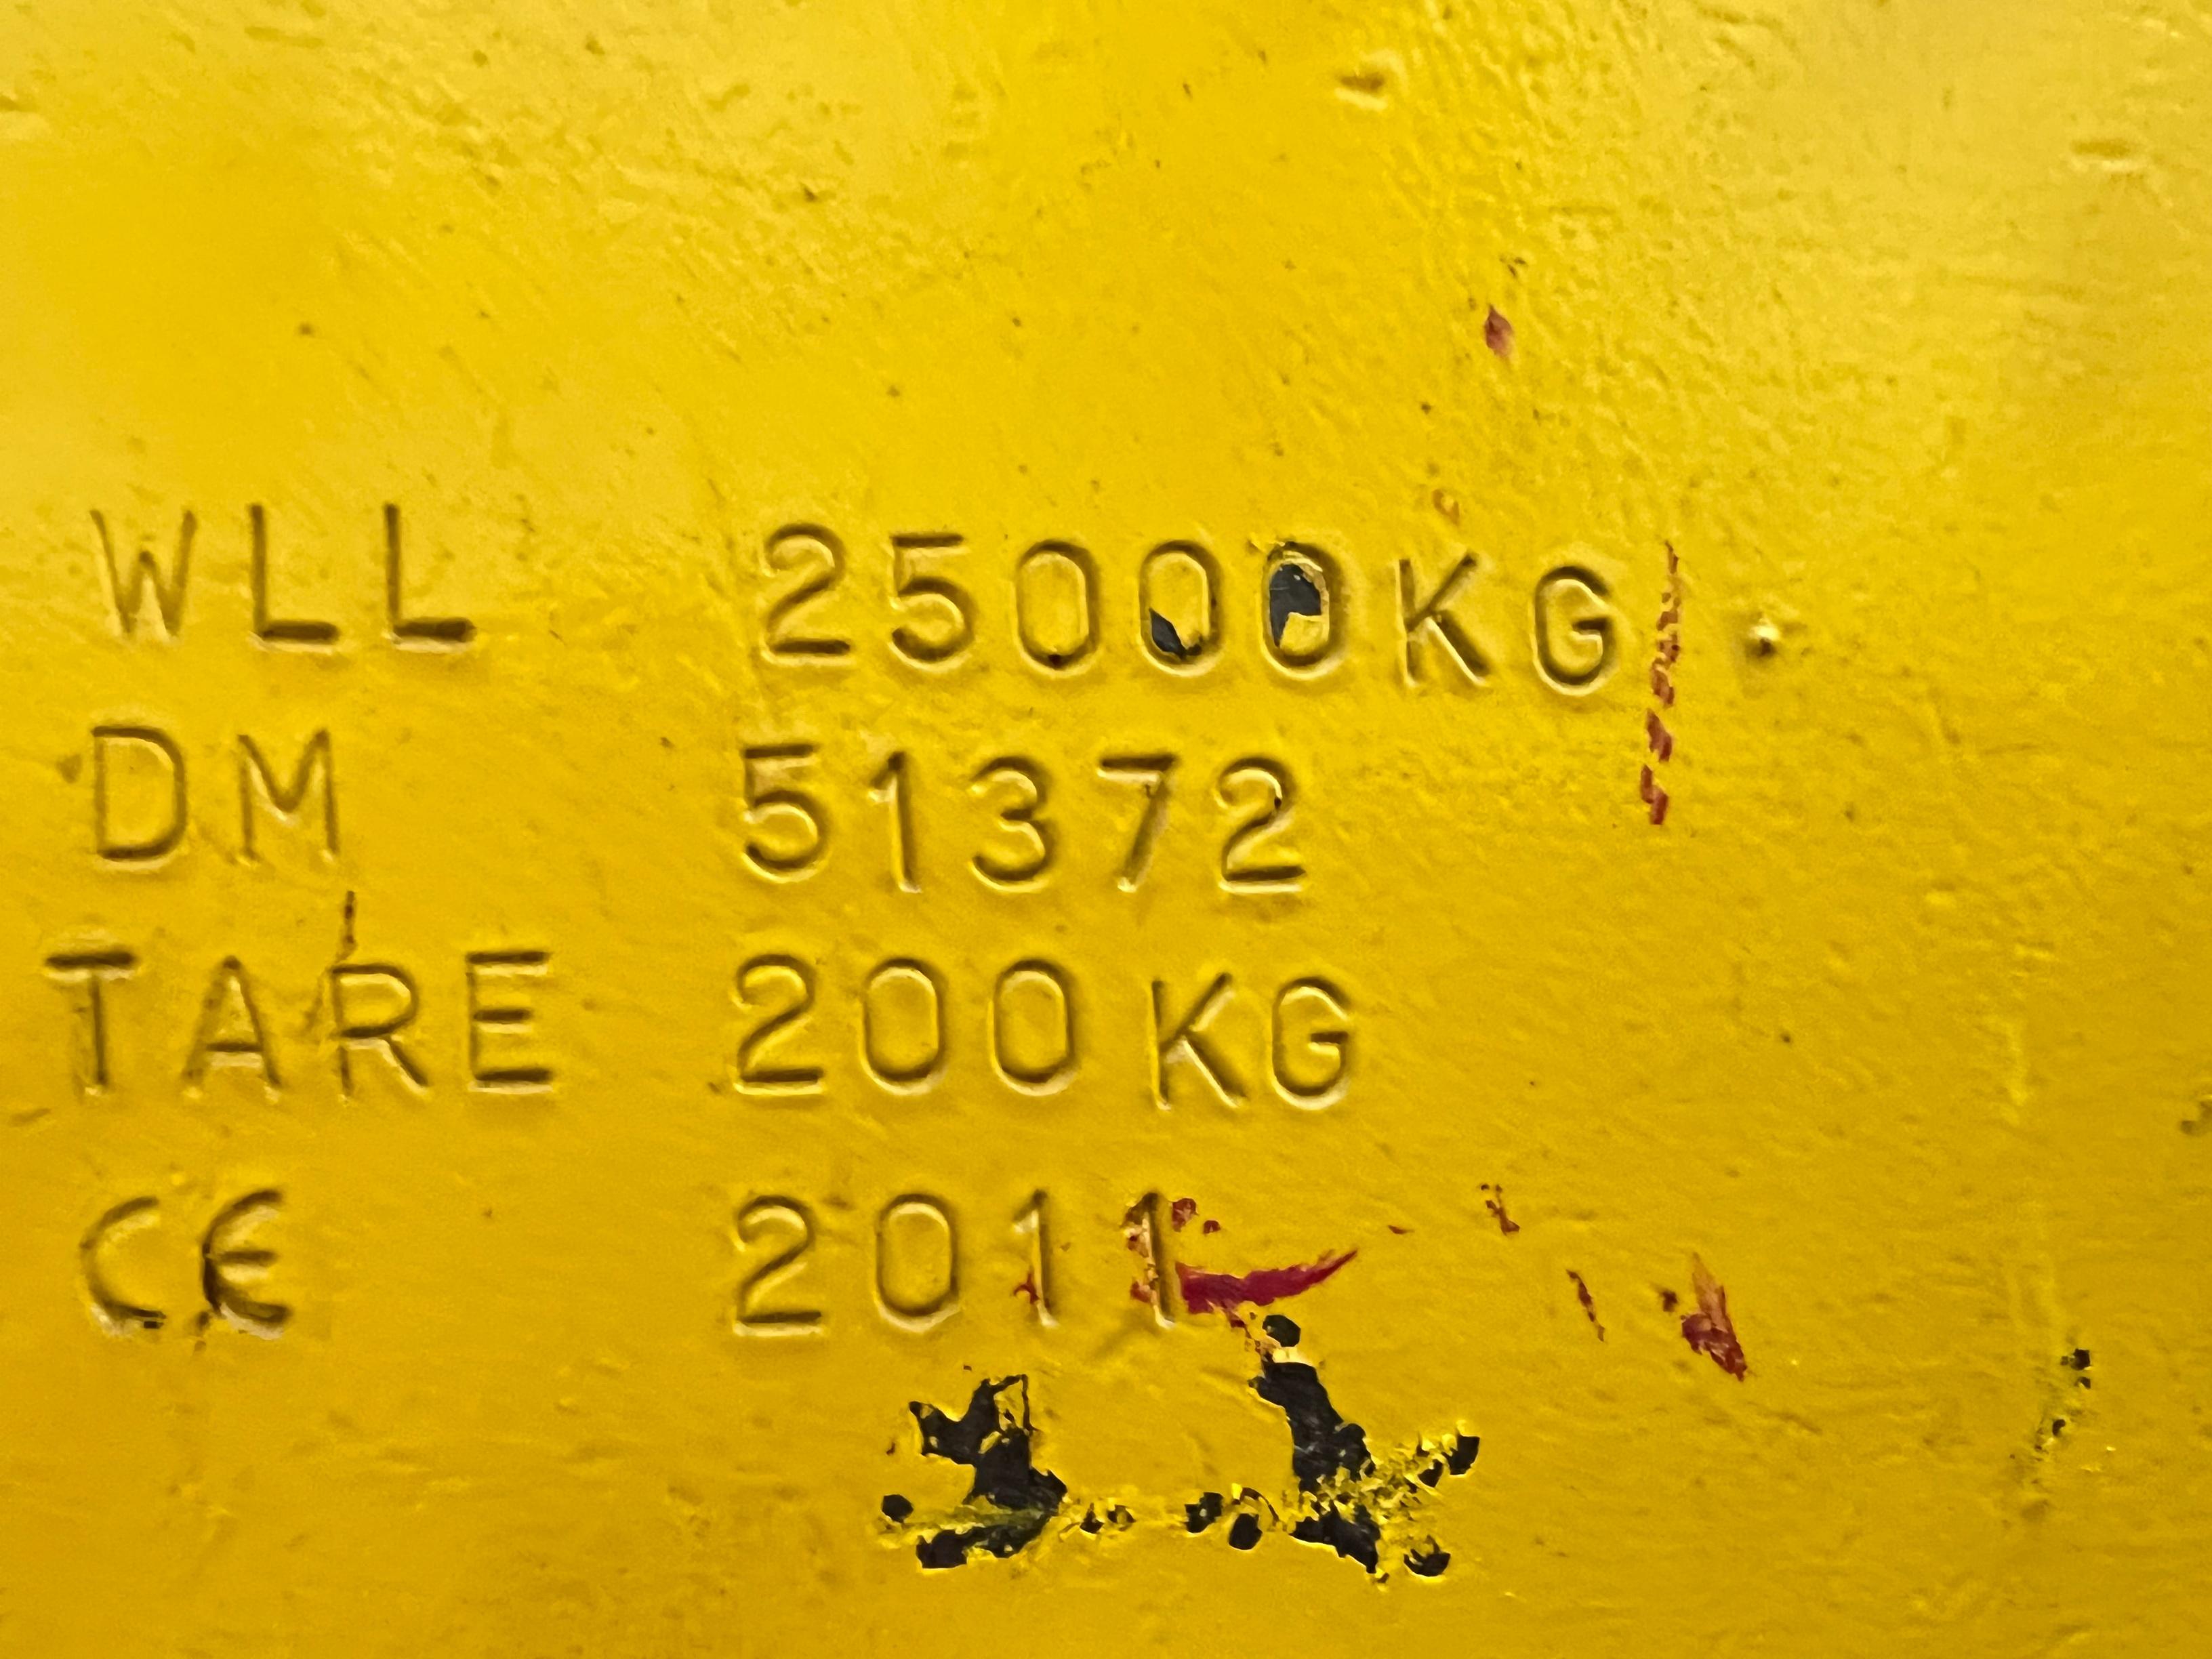 WLL 25000KG
DM 51372
TARE 200KG
CE 2011